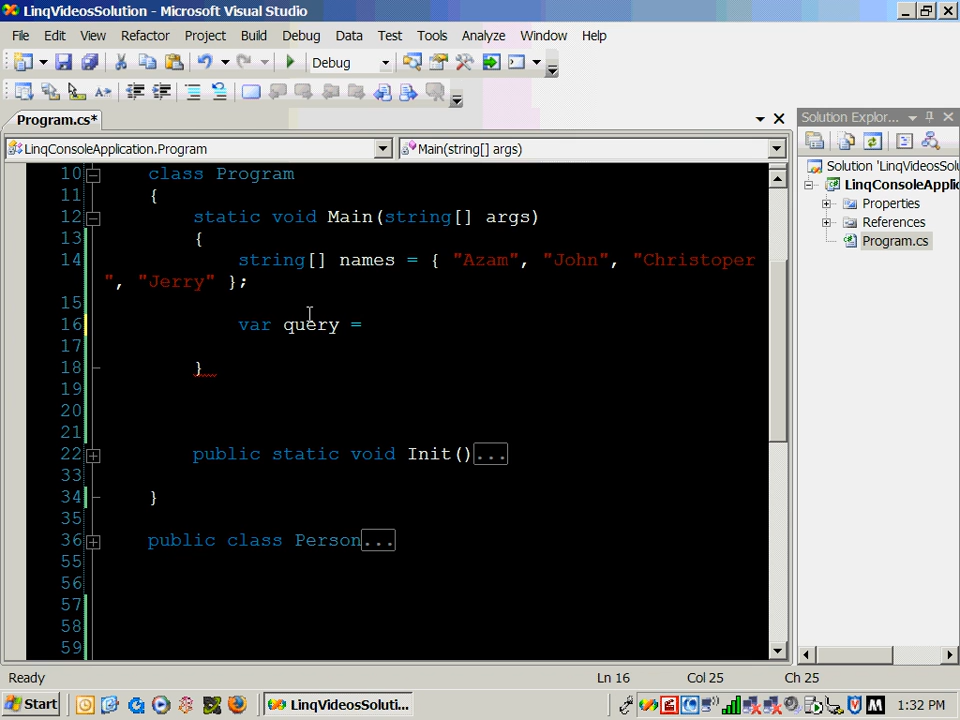 LinqVideosSolution - Microsoft Visual Studio
File Edit View Refactor Project Build Debug Data Test Tools Analyze Window Help
Debug
Program.cs*
Solution Explor...
LinqConsoleApplication.Program
Main(string[] args)
Solution 'LinqVideosSolu
LinqConsoleApplic
Properties
References
Program.cs
10 class Program
11 {
12 static void Main(string[] args)
13 {
14 string[] names = { "Azam", "John", "Christoper
", "Jerry" };
15
16 var query =
17
18 }
19
20
21
22 public static void Init()...
33
34 }
35
36 public class Person...
55
56
57
58
59
Ready
Ln 16
Col 25
Ch 25
Start
LinqVideosSoluti...
1:32 PM